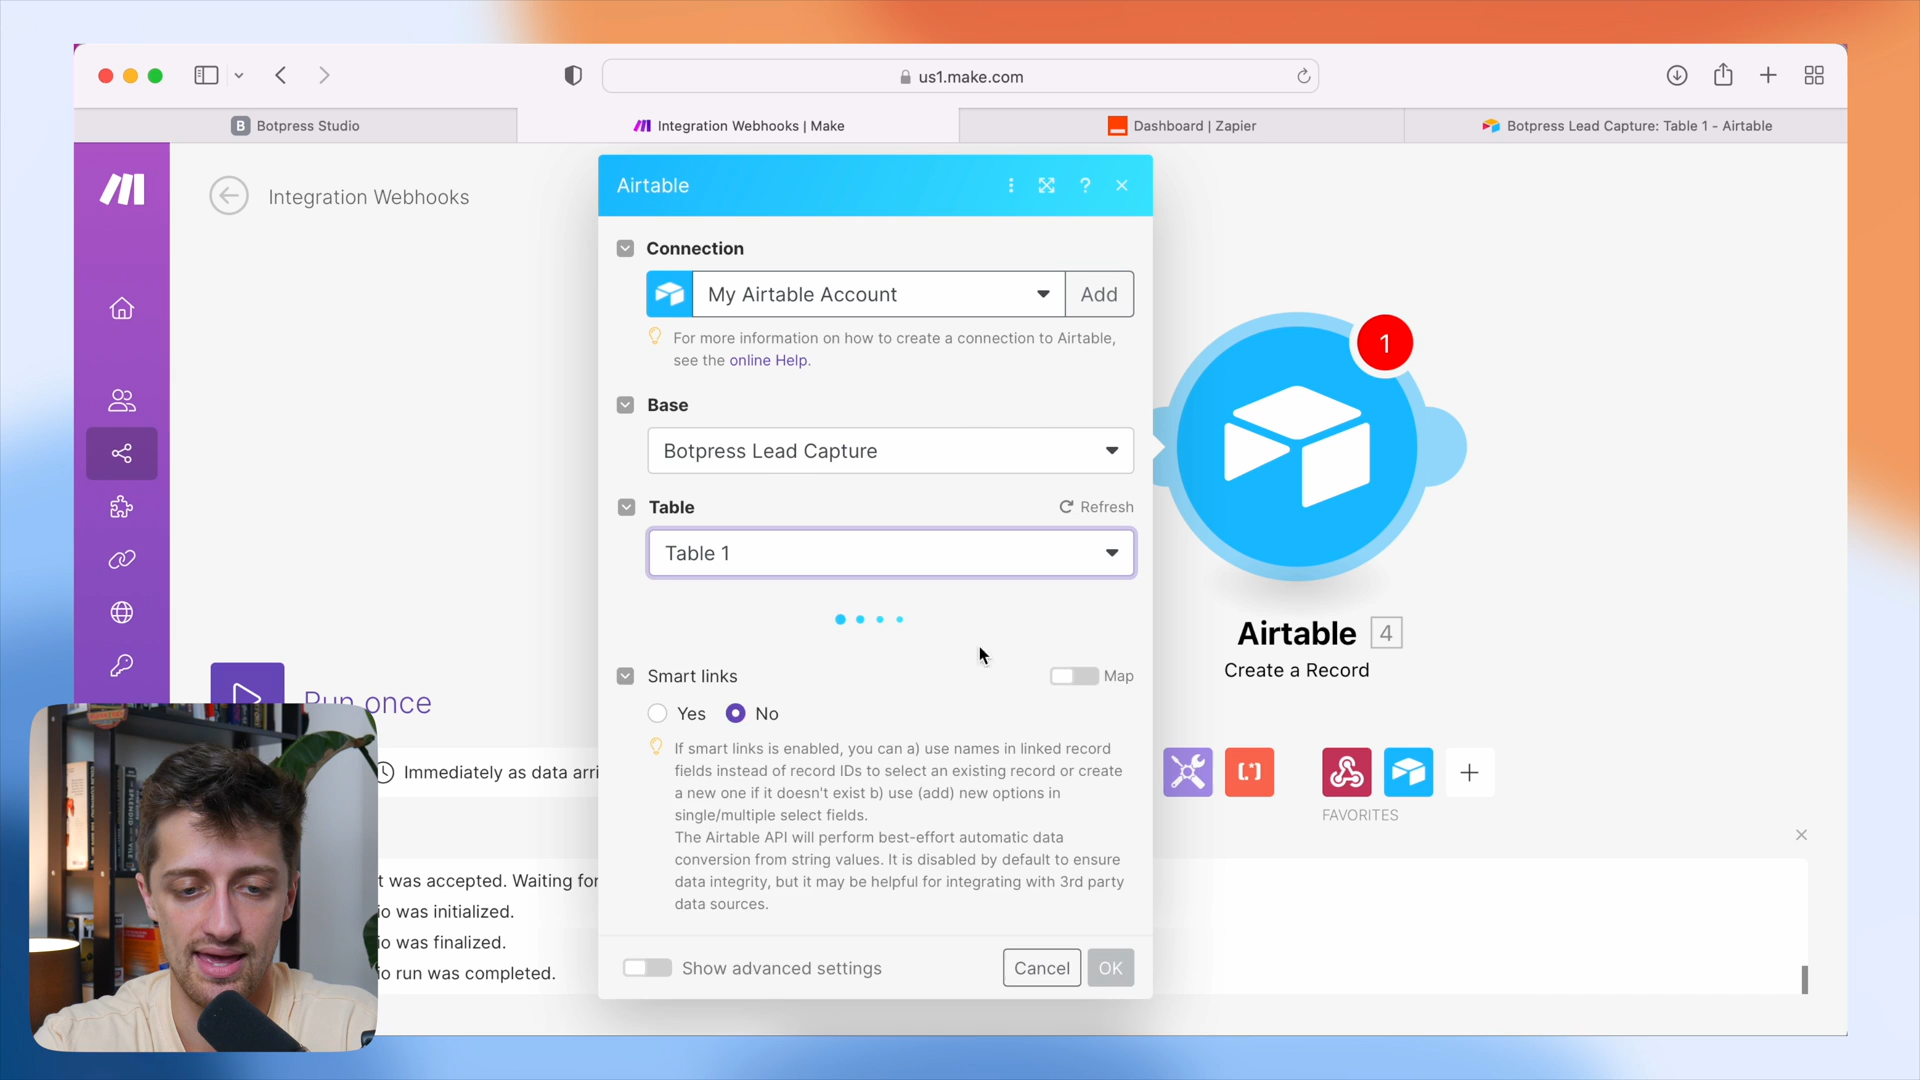 us1.make.com
B Botpress Studio
Integration Webhooks | Make
Dashboard | Zapier
Botpress Lead Capture: Table 1 - Airtable
Integration Webhooks
Airtable
?
Connection
My Airtable Account
Add
For more information on how to create a connection to Airtable,
see the online Help.
Base
Botpress Lead Capture
Table
Refresh
Table 1
Smart links
Map
Yes
No
If smart links is enabled, you can a) use names in linked record
fields instead of record IDs to select an existing record or create
a new one if it doesn't exist b) use (add) new options in
single/multiple select fields.
The Airtable API will perform best-effort automatic data
conversion from string values. It is disabled by default to ensure
data integrity, but it may be helpful for integrating with 3rd party
data sources.
Show advanced settings
Cancel
OK
1
Airtable 4
Create a Record
FAVORITES
Run once
Immediately as data arri
t was accepted. Waiting for
io was initialized.
io was finalized.
io run was completed.